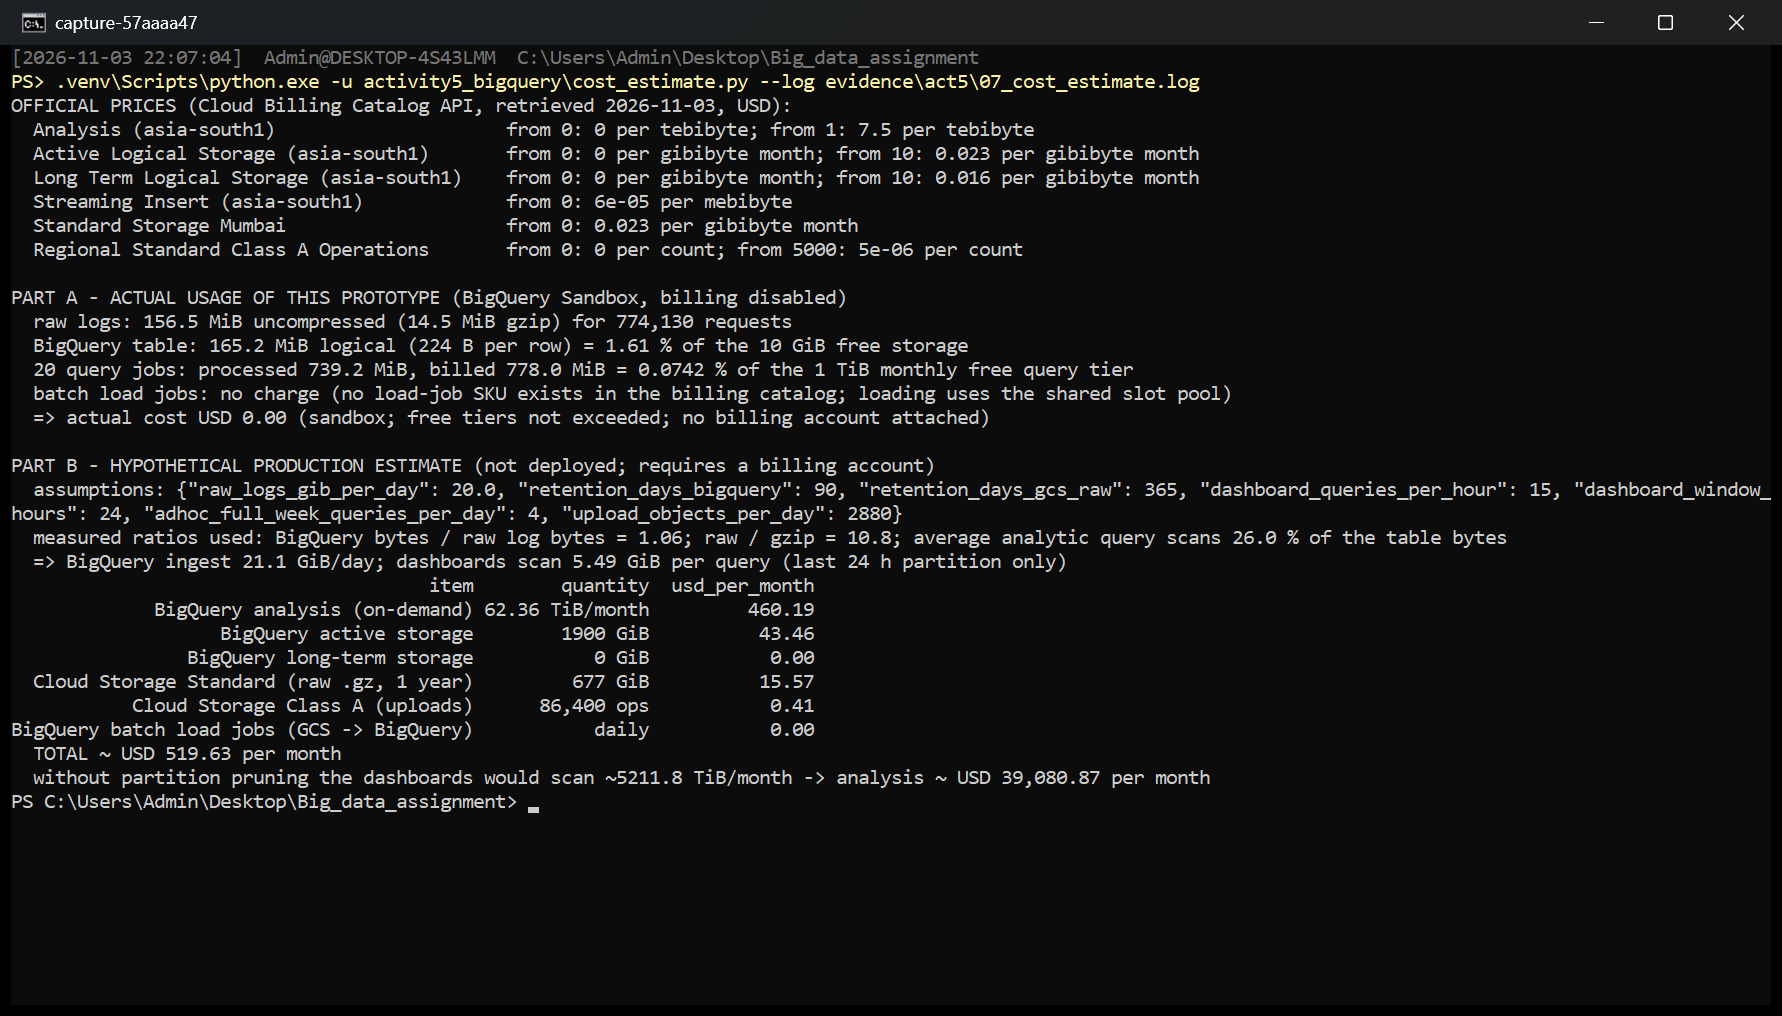 capture-57aaaa47
[2026-11-03 22:07:04]  Admin@DESKTOP-4S43LMM  C:\Users\Admin\Desktop\Big_data_assignment
PS> .venv\Scripts\python.exe -u activity5_bigquery\cost_estimate.py --log evidence\act5\07_cost_estimate.log
OFFICIAL PRICES (Cloud Billing Catalog API, retrieved 2026-11-03, USD):
  Analysis (asia-south1)                     from 0: 0 per tebibyte; from 1: 7.5 per tebibyte
  Active Logical Storage (asia-south1)       from 0: 0 per gibibyte month; from 10: 0.023 per gibibyte month
  Long Term Logical Storage (asia-south1)    from 0: 0 per gibibyte month; from 10: 0.016 per gibibyte month
  Streaming Insert (asia-south1)             from 0: 6e-05 per mebibyte
  Standard Storage Mumbai                    from 0: 0.023 per gibibyte month
  Regional Standard Class A Operations       from 0: 0 per count; from 5000: 5e-06 per count
PART A - ACTUAL USAGE OF THIS PROTOTYPE (BigQuery Sandbox, billing disabled)
  raw logs: 156.5 MiB uncompressed (14.5 MiB gzip) for 774,130 requests
  BigQuery table: 165.2 MiB logical (224 B per row) = 1.61 % of the 10 GiB free storage
  20 query jobs: processed 739.2 MiB, billed 778.0 MiB = 0.0742 % of the 1 TiB monthly free query tier
  batch load jobs: no charge (no load-job SKU exists in the billing catalog; loading uses the shared slot pool)
  => actual cost USD 0.00 (sandbox; free tiers not exceeded; no billing account attached)
PART B - HYPOTHETICAL PRODUCTION ESTIMATE (not deployed; requires a billing account)
  assumptions: {"raw_logs_gib_per_day": 20.0, "retention_days_bigquery": 90, "retention_days_gcs_raw": 365, "dashboard_queries_per_hour": 15, "dashboard_window_
hours": 24, "adhoc_full_week_queries_per_day": 4, "upload_objects_per_day": 2880}
  measured ratios used: BigQuery bytes / raw log bytes = 1.06; raw / gzip = 10.8; average analytic query scans 26.0 % of the table bytes
  => BigQuery ingest 21.1 GiB/day; dashboards scan 5.49 GiB per query (last 24 h partition only)
                                      item        quantity  usd_per_month
             BigQuery analysis (on-demand) 62.36 TiB/month         460.19
                   BigQuery active storage        1900 GiB          43.46
                BigQuery long-term storage           0 GiB           0.00
  Cloud Storage Standard (raw .gz, 1 year)         677 GiB          15.57
           Cloud Storage Class A (uploads)      86,400 ops           0.41
BigQuery batch load jobs (GCS -> BigQuery)           daily           0.00
  TOTAL ~ USD 519.63 per month
  without partition pruning the dashboards would scan ~5211.8 TiB/month -> analysis ~ USD 39,080.87 per month
PS C:\Users\Admin\Desktop\Big_data_assignment>